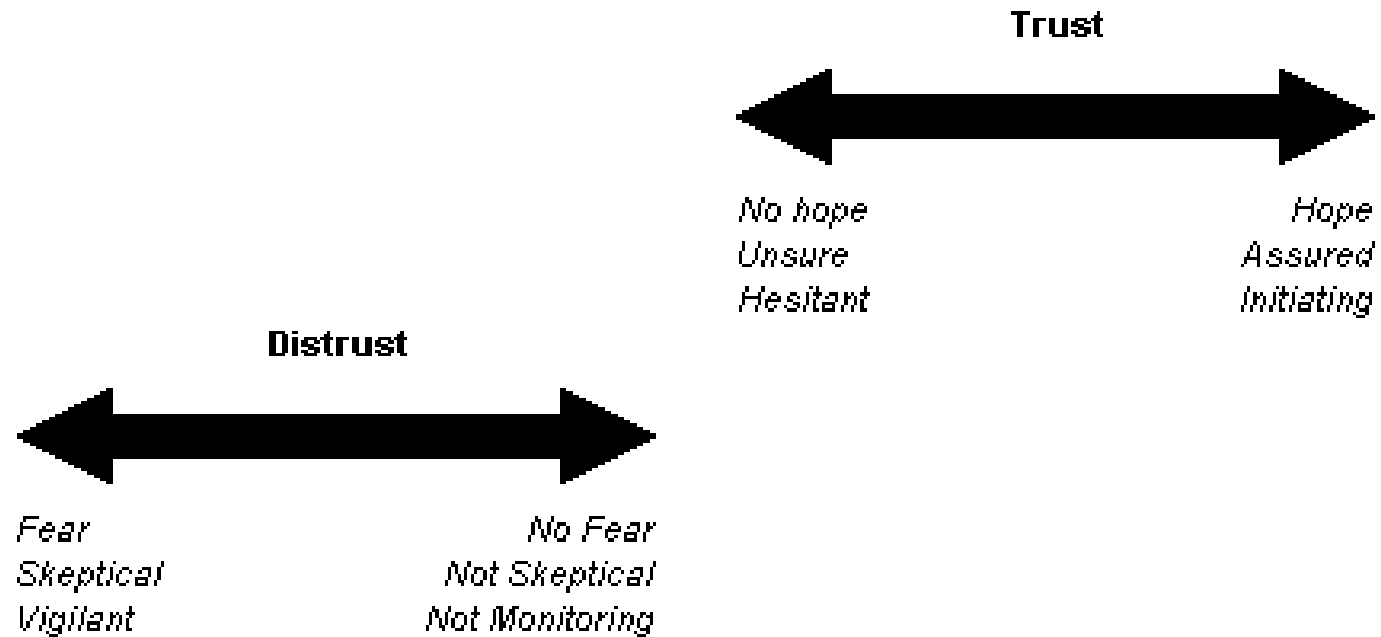 Trust
No hope Hope
Unsure Assured
Hesitant Initiating
Distrust
Fear No Fear
Skeptical Not Skeptical
Vigilant Not Monitoring